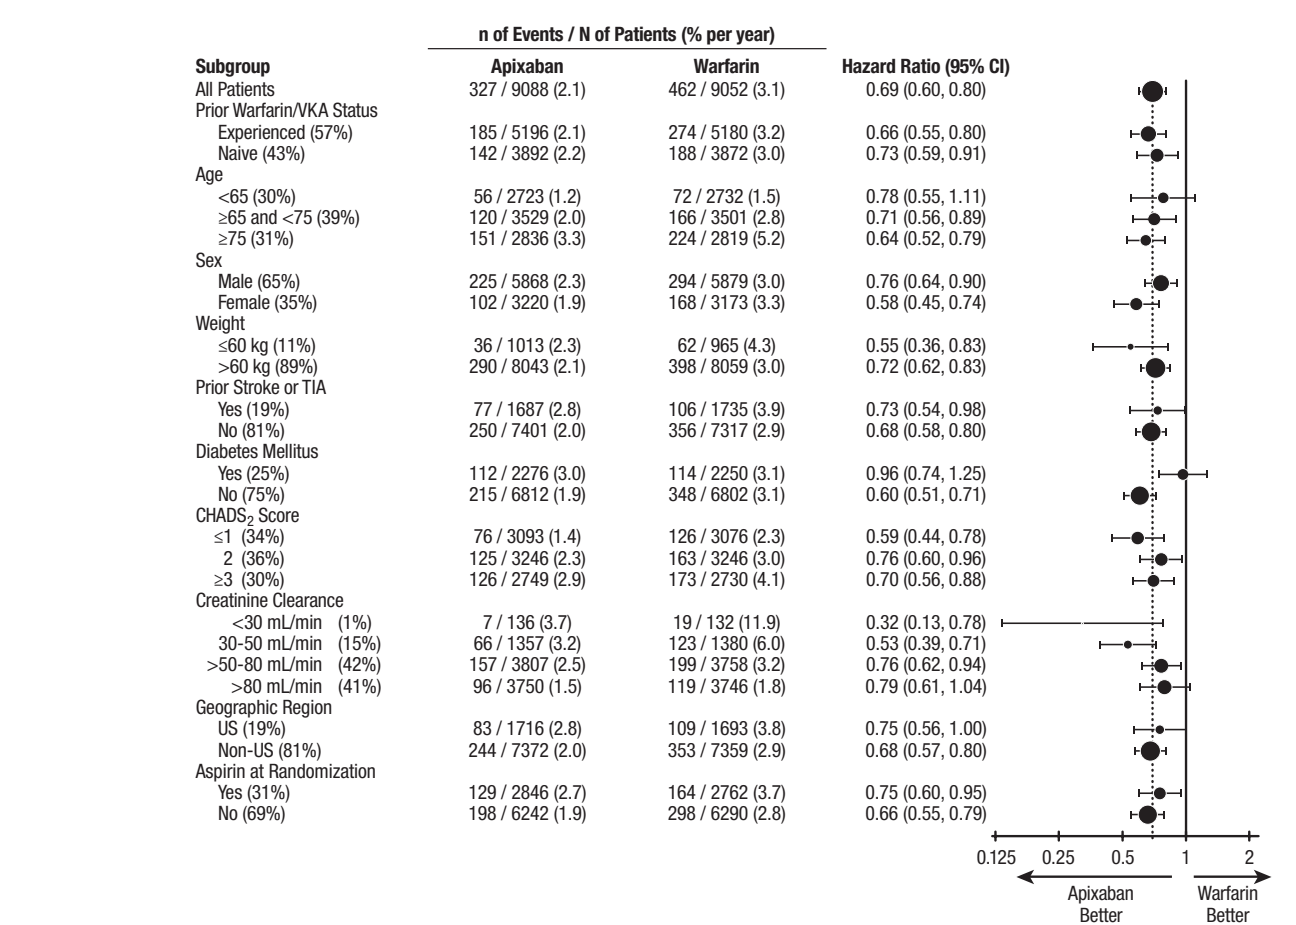 n of Events / N of Patients (% per year)
Subgroup Apixaban Warfarin Hazard Ratio (95% CI)
All Patients 327 / 9088 (2.1) 462 / 9052 (3.1) 0.69 (0.60, 0.80)
Prior Warfarin/VKA Status
Experienced (57%) 185 / 5196 (2.1) 274 / 5180 (3.2) 0.66 (0.55, 0.80)
Naive (43%) 142 / 3892 (2.2) 188 / 3872 (3.0) 0.73 (0.59, 0.91)
Age
<65 (30%) 56 / 2723 (1.2) 72 / 2732 (1.5) 0.78 (0.55, 1.11)
≥65 and <75 (39%) 120 / 3529 (2.0) 166 / 3501 (2.8) 0.71 (0.56, 0.89)
≥75 (31%) 151 / 2836 (3.3) 224 / 2819 (5.2) 0.64 (0.52, 0.79)
Sex
Male (65%) 225 / 5868 (2.3) 294 / 5879 (3.0) 0.76 (0.64, 0.90)
Female (35%) 102 / 3220 (1.9) 168 / 3173 (3.3) 0.58 (0.45, 0.74)
Weight
≤60 kg (11%) 36 / 1013 (2.3) 62 / 965 (4.3) 0.55 (0.36, 0.83)
>60 kg (89%) 290 / 8043 (2.1) 398 / 8059 (3.0) 0.72 (0.62, 0.83)
Prior Stroke or TIA
Yes (19%) 77 / 1687 (2.8) 106 / 1735 (3.9) 0.73 (0.54, 0.98)
No (81%) 250 / 7401 (2.0) 356 / 7317 (2.9) 0.68 (0.58, 0.80)
Diabetes Mellitus
Yes (25%) 112 / 2276 (3.0) 114 / 2250 (3.1) 0.96 (0.74, 1.25)
No (75%) 215 / 6812 (1.9) 348 / 6802 (3.1) 0.60 (0.51, 0.71)
CHADS₂ Score
≤1 (34%) 76 / 3093 (1.4) 126 / 3076 (2.3) 0.59 (0.44, 0.78)
2 (36%) 125 / 3246 (2.3) 163 / 3246 (3.0) 0.76 (0.60, 0.96)
≥3 (30%) 126 / 2749 (2.9) 173 / 2730 (4.1) 0.70 (0.56, 0.88)
Creatinine Clearance
<30 mL/min (1%) 7 / 136 (3.7) 19 / 132 (11.9) 0.32 (0.13, 0.78)
30-50 mL/min (15%) 66 / 1357 (3.2) 123 / 1380 (6.0) 0.53 (0.39, 0.71)
>50-80 mL/min (42%) 157 / 3807 (2.5) 199 / 3758 (3.2) 0.76 (0.62, 0.94)
>80 mL/min (41%) 96 / 3750 (1.5) 119 / 3746 (1.8) 0.79 (0.61, 1.04)
Geographic Region
US (19%) 83 / 1716 (2.8) 109 / 1693 (3.8) 0.75 (0.56, 1.00)
Non-US (81%) 244 / 7372 (2.0) 353 / 7359 (2.9) 0.68 (0.57, 0.80)
Aspirin at Randomization
Yes (31%) 129 / 2846 (2.7) 164 / 2762 (3.7) 0.75 (0.60, 0.95)
No (69%) 198 / 6242 (1.9) 298 / 6290 (2.8) 0.66 (0.55, 0.79)
0.125 0.25 0.5 1 2
Apixaban Warfarin
Better Better